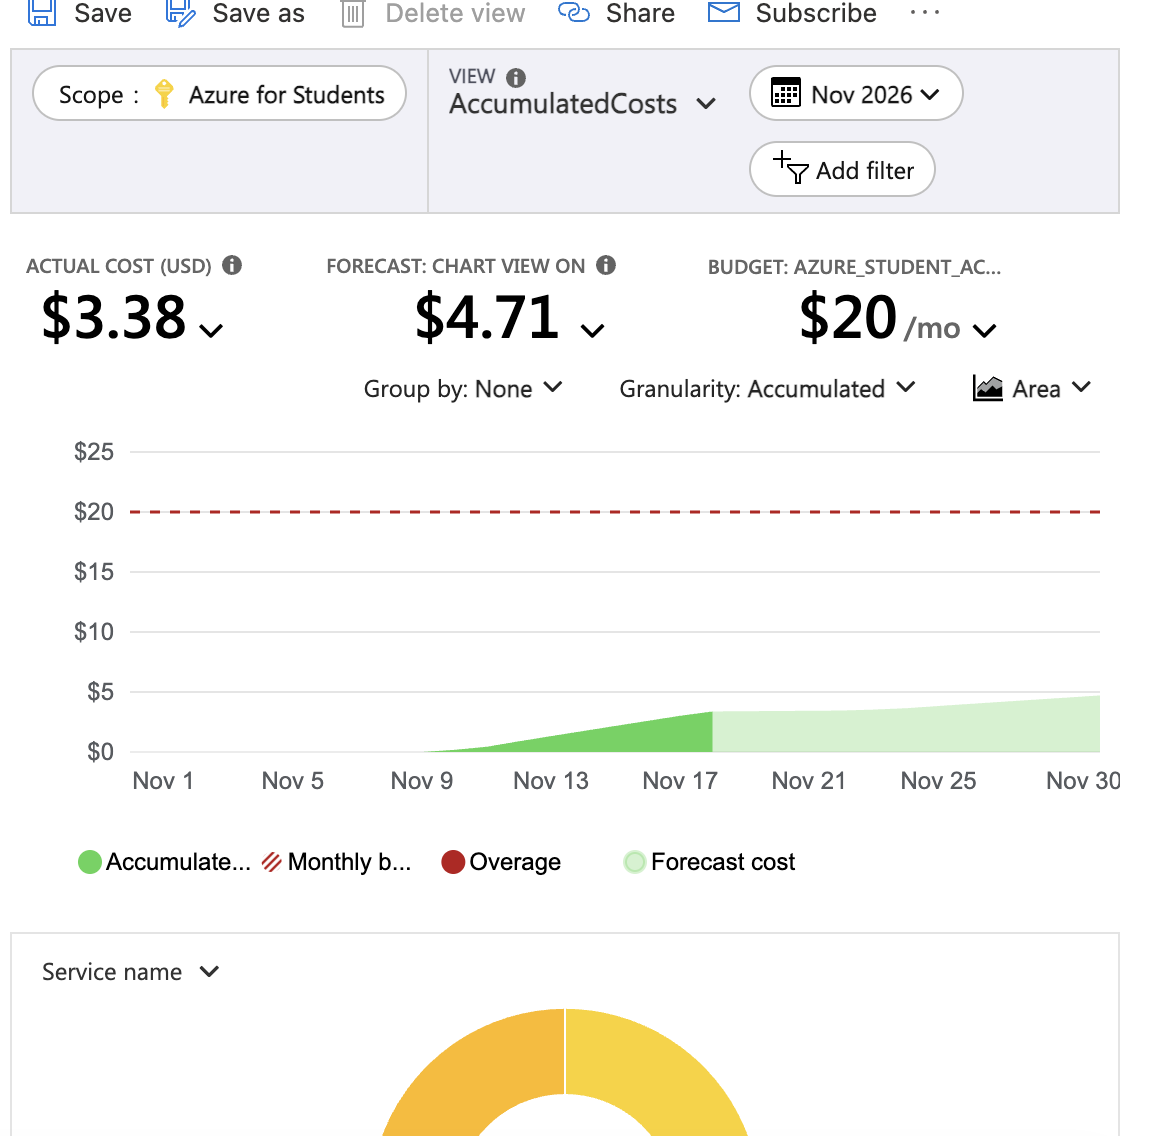 Save Save as Delete view Share Subscribe ...
Scope : Azure for Students
VIEW
AccumulatedCosts
Nov 2026
Add filter
ACTUAL COST (USD)
$3.38
FORECAST: CHART VIEW ON
$4.71
BUDGET: AZURE_STUDENT_AC...
$20 /mo
Group by: None Granularity: Accumulated Area
$25
$20
$15
$10
$5
$0
Nov 1 Nov 5 Nov 9 Nov 13 Nov 17 Nov 21 Nov 25 Nov 30
Accumulate... Monthly b... Overage Forecast cost
Service name